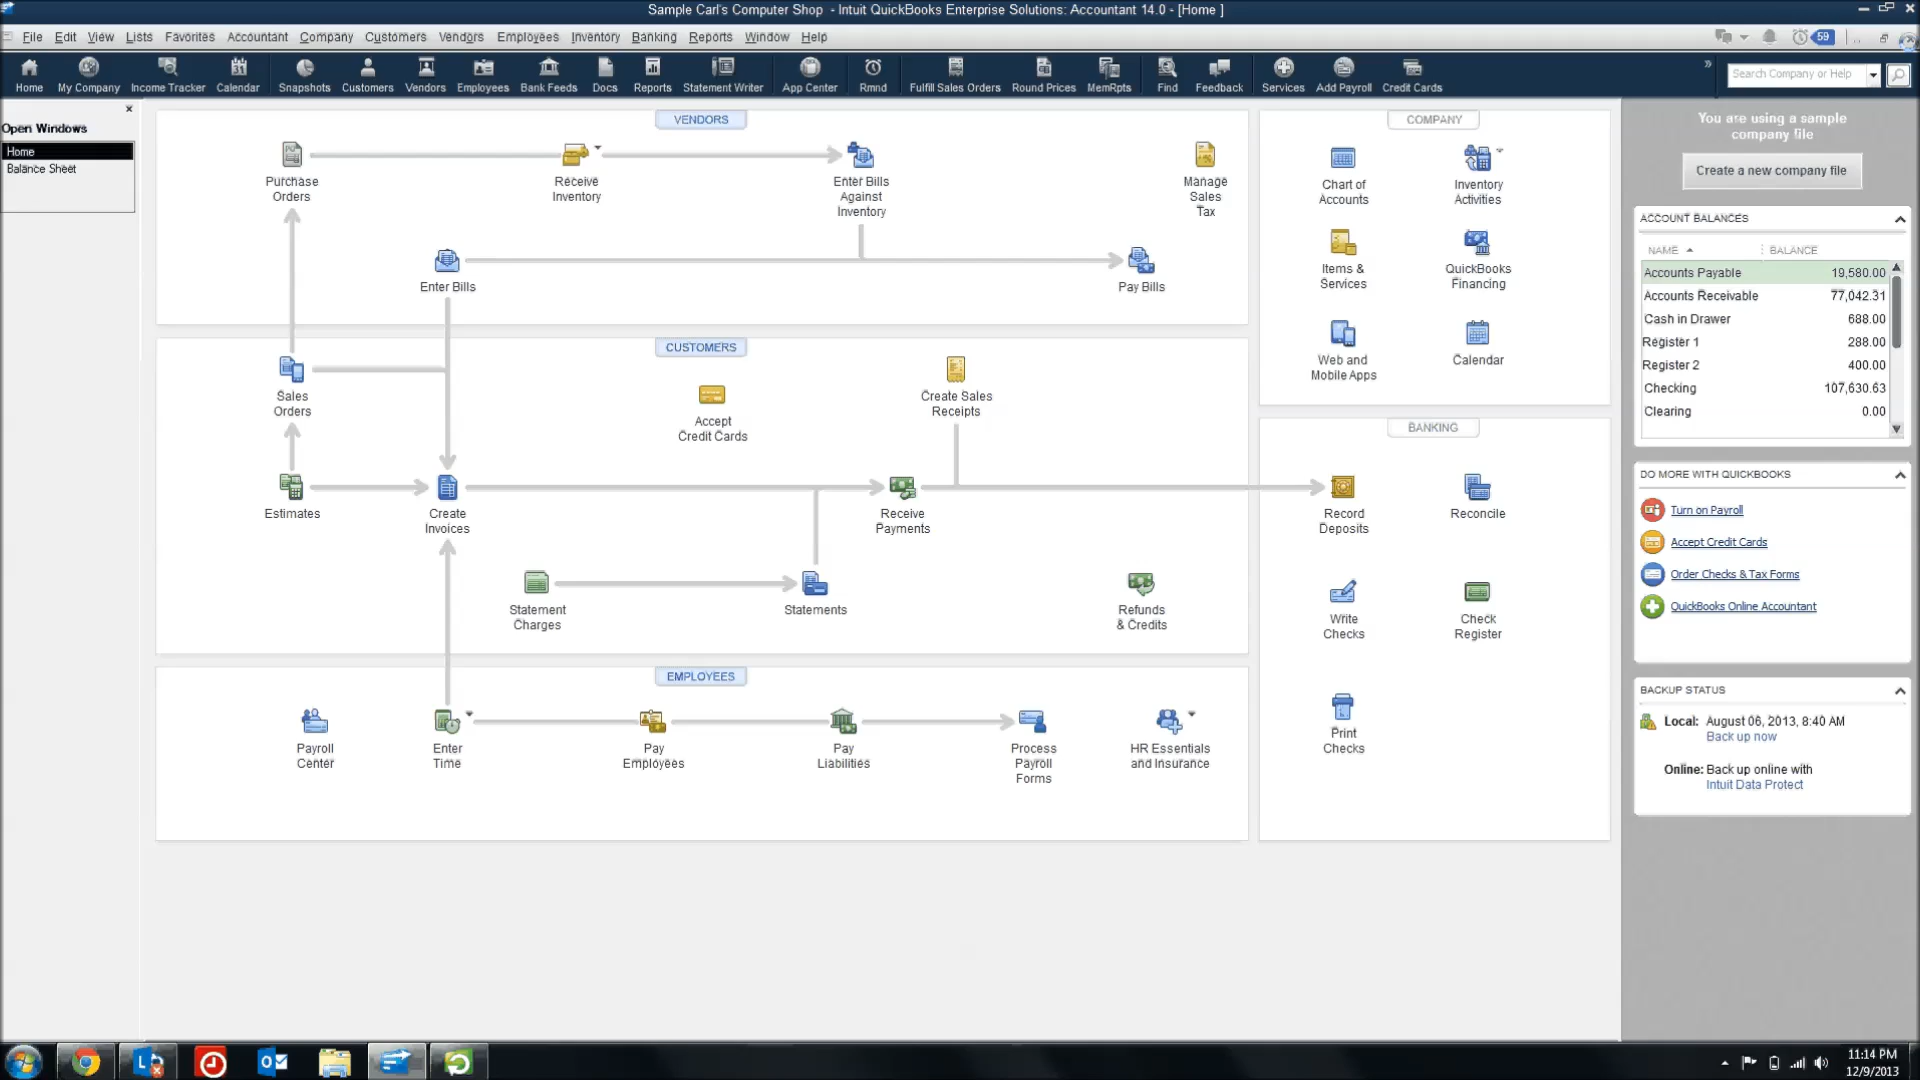 Sample Carl's Computer Shop - Intuit QuickBooks Enterprise Solutions: Accountant 14.0 - [Home ]
File Edit View Lists Favorites Accountant Company Customers Vendors Employees Inventory Banking Reports Window Help
59
Home My Company Income Tracker Calendar Snapshots Customers Vendors Employees Bank Feeds Docs Reports Statement Writer App Center Rmnd Fulfill Sales Orders Round Prices MemRpts Find Feedback Services Add Payroll Credit Cards
Search Company or Help
Open Windows
Home
Balance Sheet
VENDORS
Purchase
Orders
Receive
Inventory
Enter Bills
Against
Inventory
Manage
Sales
Tax
Enter Bills
Pay Bills
CUSTOMERS
Sales
Orders
Accept
Credit Cards
Create Sales
Receipts
Estimates
Create
Invoices
Receive
Payments
Statement
Charges
Statements
Refunds
& Credits
EMPLOYEES
Payroll
Center
Enter
Time
Pay
Employees
Pay
Liabilities
Process
Payroll
Forms
HR Essentials
and Insurance
COMPANY
Chart of
Accounts
Inventory
Activities
Items &
Services
QuickBooks
Financing
Web and
Mobile Apps
Calendar
BANKING
Record
Deposits
Reconcile
Write
Checks
Check
Register
Print
Checks
You are using a sample
company file
Create a new company file
ACCOUNT BALANCES
NAME BALANCE
Accounts Payable 19,580.00
Accounts Receivable 77,042.31
Cash in Drawer 688.00
Register 1 288.00
Register 2 400.00
Checking 107,630.63
Clearing 0.00
DO MORE WITH QUICKBOOKS
Turn on Payroll
Accept Credit Cards
Order Checks & Tax Forms
QuickBooks Online Accountant
BACKUP STATUS
Local: August 06, 2013, 8:40 AM
Back up now
Online: Back up online with
Intuit Data Protect
11:14 PM
12/9/2013